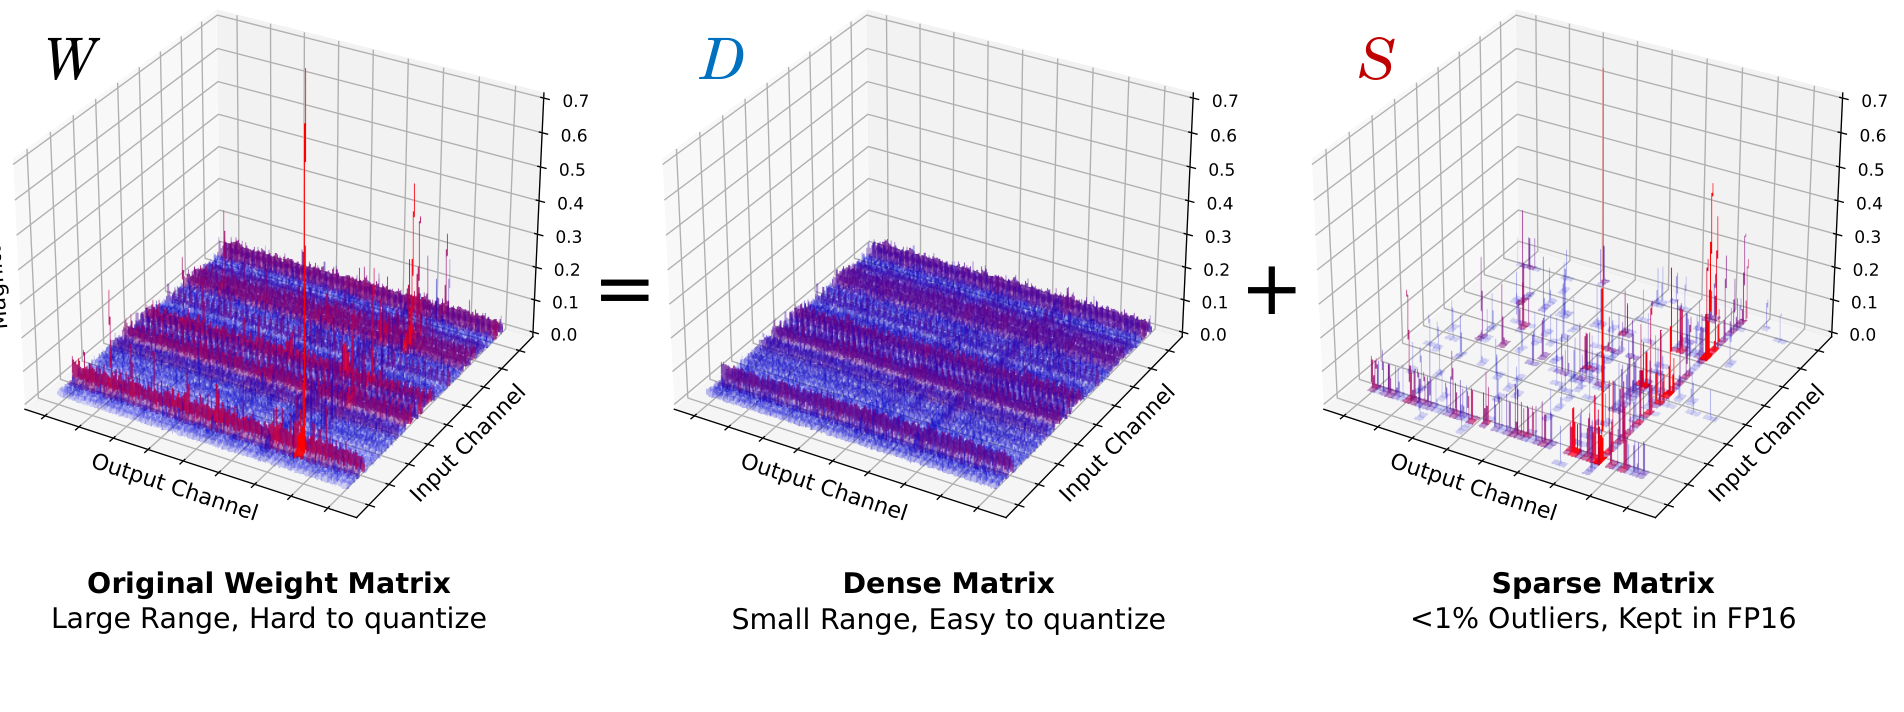 W
0.7
0.6
0.5
0.4
0.3
0.2
0.1
0.0
Output Channel
Input Channel
Original Weight Matrix
Large Range, Hard to quantize
=
D
0.7
0.6
0.5
0.4
0.3
0.2
0.1
0.0
Output Channel
Input Channel
Dense Matrix
Small Range, Easy to quantize
+
S
0.7
0.6
0.5
0.4
0.3
0.2
0.1
0.0
Output Channel
Input Channel
Sparse Matrix
<1% Outliers, Kept in FP16